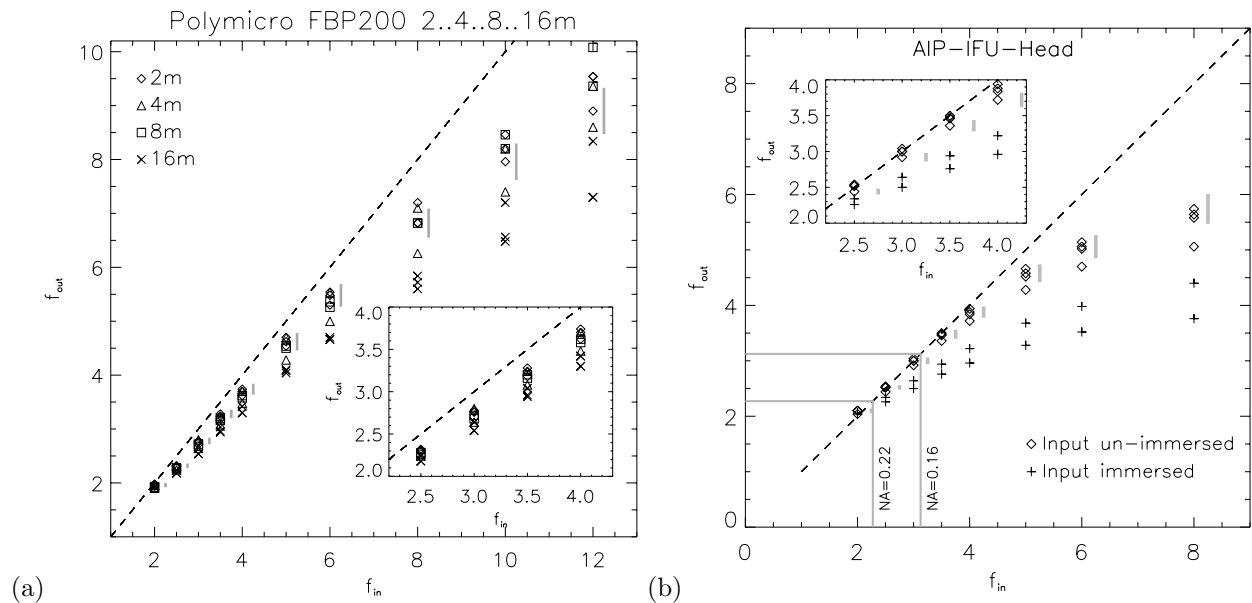 Polymicro FBP200 2..4..8..16m
10
8
6
4
2
f_out
2m
4m
8m
16m
4.0
3.5
3.0
2.5
2.0
f_out
2.5 3.0 3.5 4.0
f_in
2 4 6 8 10 12
f_in
(a)
AIP-IFU-Head
8
6
4
2
0
f_out
4.0
3.5
3.0
2.5
2.0
f_out
2.5 3.0 3.5 4.0
f_in
NA=0.22
NA=0.16
Input un-immersed
Input immersed
0 2 4 6 8
f_in
(b)